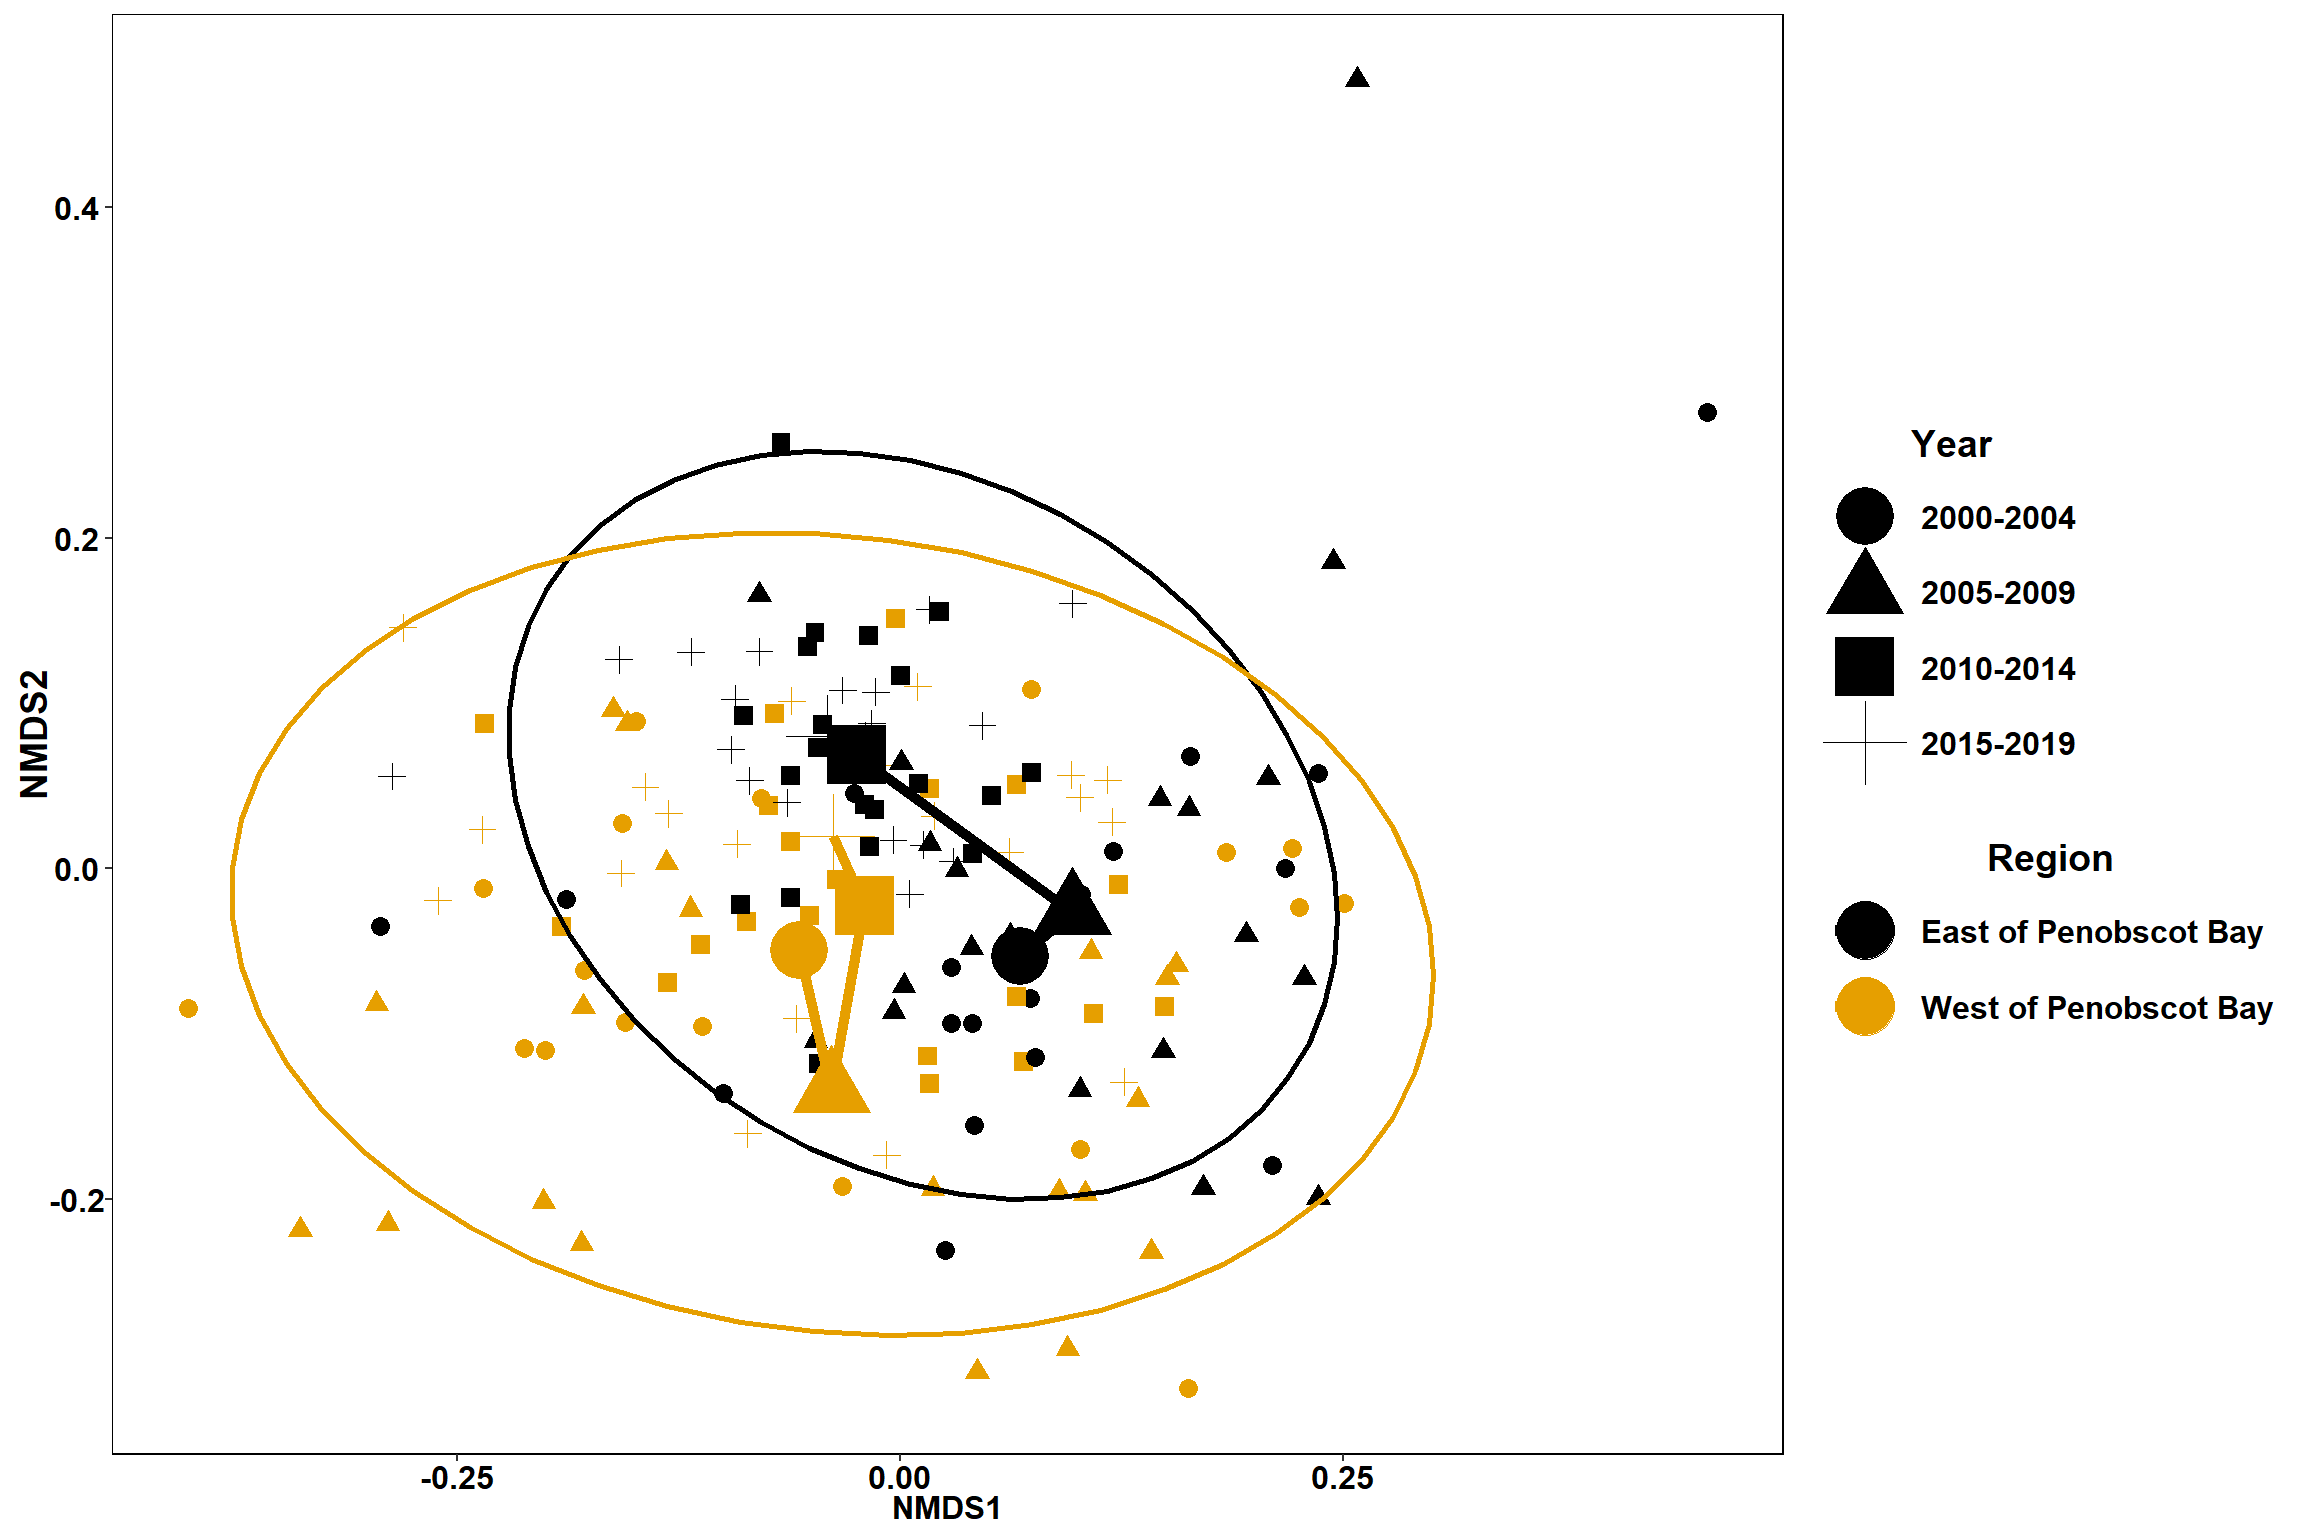 0.4
0.2
0.0
-0.2
NMDS2
-0.25
0.00
0.25
NMDS1
Year
2000-2004
2005-2009
2010-2014
2015-2019
Region
East of Penobscot Bay
West of Penobscot Bay